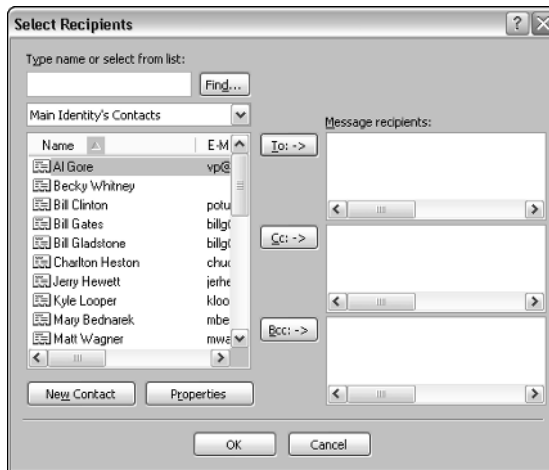 Select Recipients
Type name or select from list:
Find...
Main Identity's Contacts
Name E-M
Al Gore vp@
Becky Whitney
Bill Clinton potu
Bill Gates billg
Bill Gladstone billg
Charlton Heston chuc
Jerry Hewett jerhe
Kyle Looper kloo
Mary Bednarek mbe
Matt Wagner mwa
New Contact Properties
Message recipients:
To: ->
Cc: ->
Bcc: ->
OK Cancel